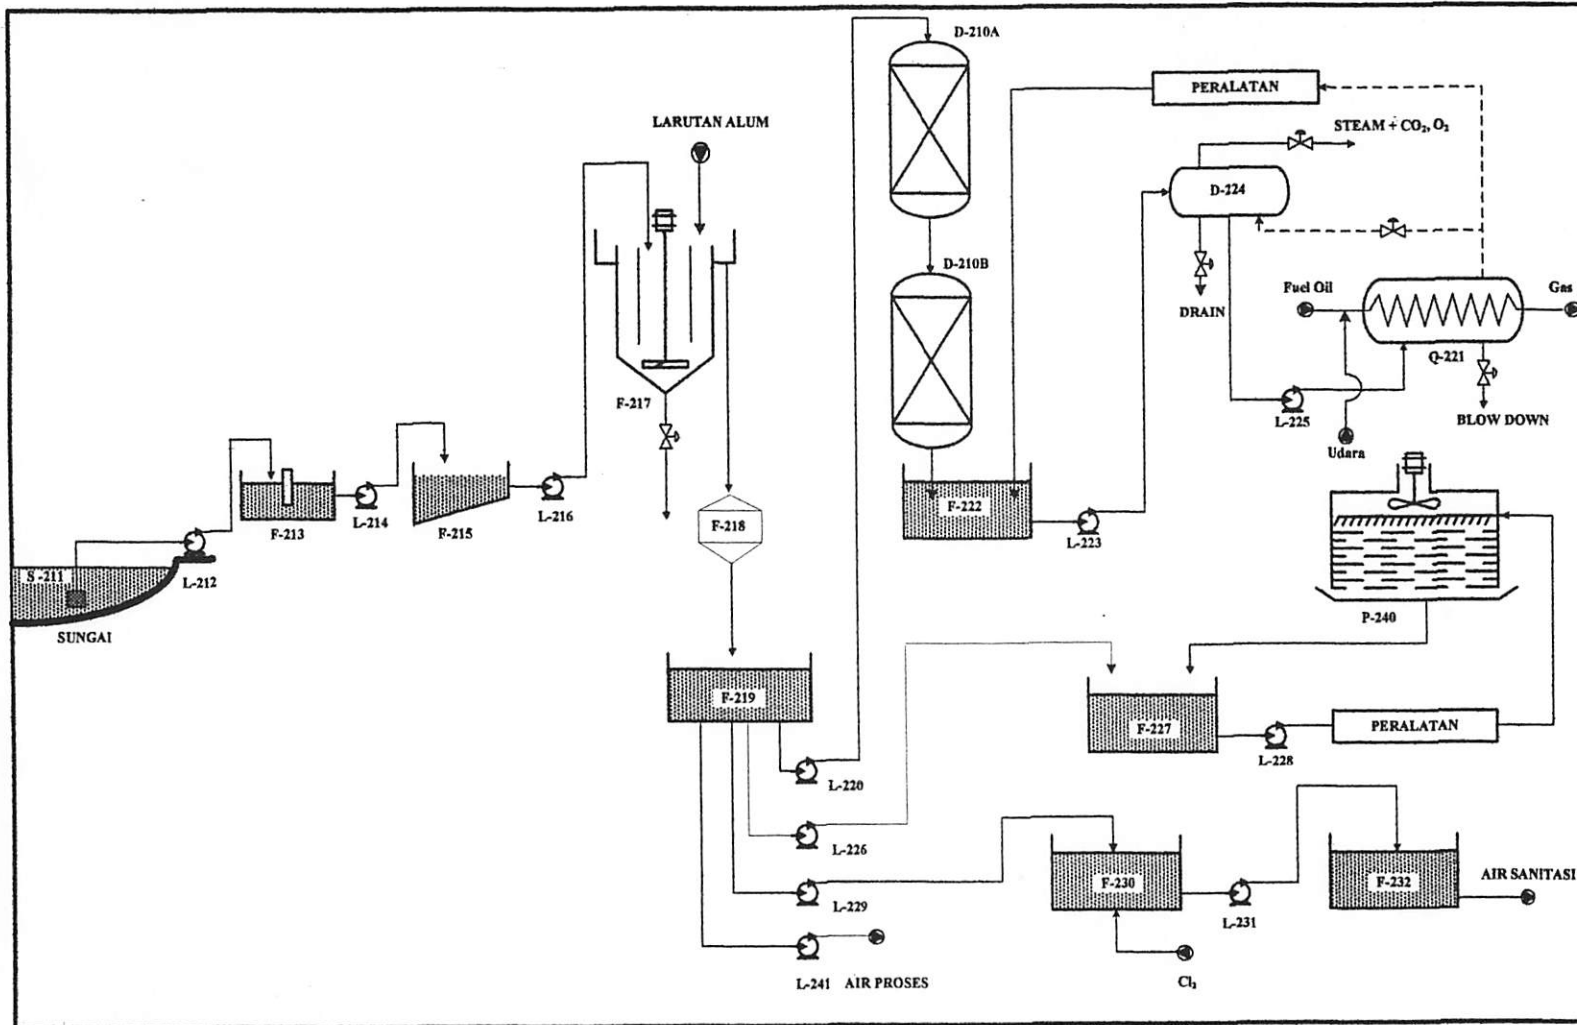 D-210A
PERALATAN
LARUTAN ALUM
STEAM + CO₂, O₂
D-224
D-210B
DRAIN
Fuel Oil
Gas
Q-221
F-217
L-225
BLOW DOWN
Udara
F-213
L-214
F-215
L-216
F-218
F-222
L-223
S-211
L-212
SUNGAI
P-240
F-219
F-227
PERALATAN
L-228
L-220
L-226
F-230
F-232
AIR SANITASI
L-229
L-231
L-241 AIR PROSES
Cl₂